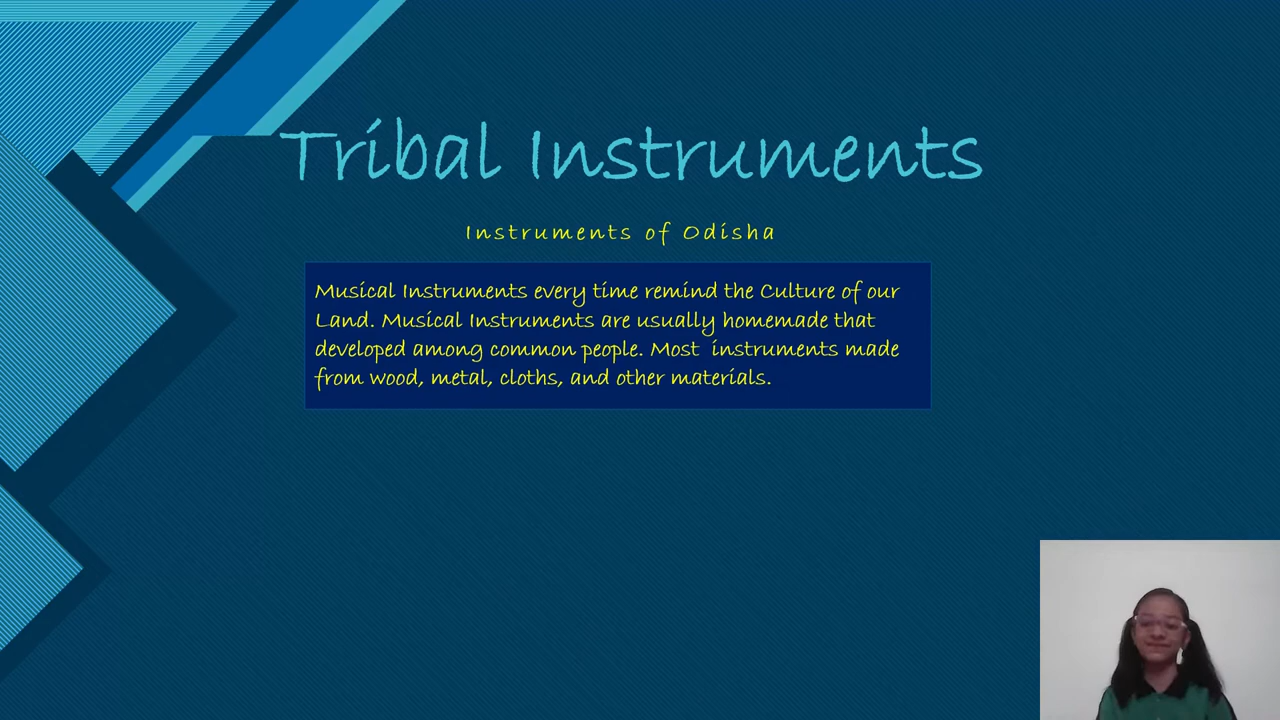 Tribal Instruments
Instruments of Odisha
Musical Instruments every time remind the Culture of our
Land. Musical Instruments are usually homemade that
developed among common people. Most instruments made
from wood, metal, cloths, and other materials.